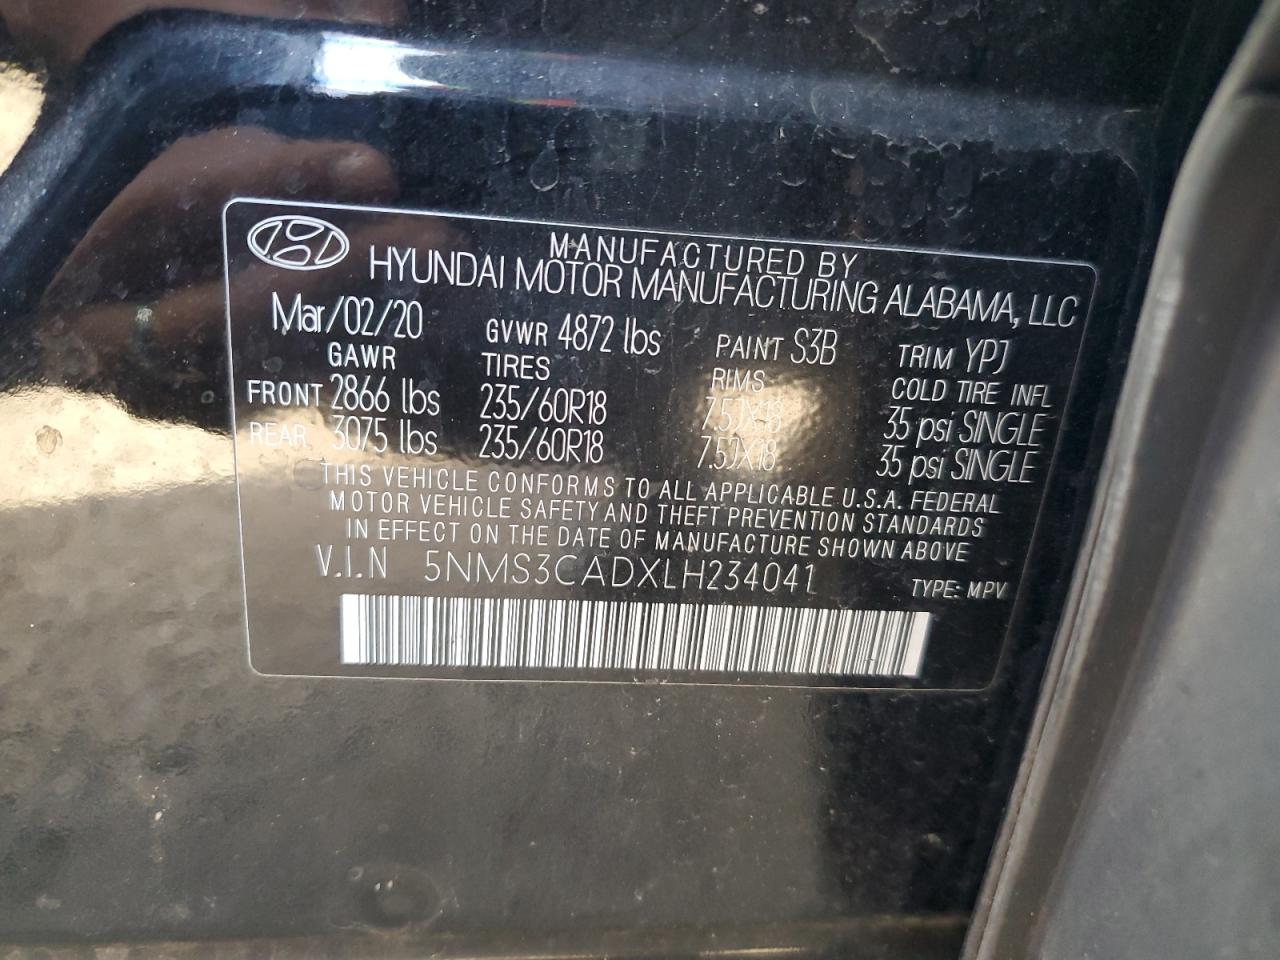 MANUFACTURED BY
HYUNDAI MOTOR MANUFACTURING ALABAMA, LLC
Mar/02/20 GVWR 4872 lbs PAINT S3B TRIM YPJ
GAWR TIRES RIMS COLD TIRE INFL
FRONT 2866 lbs 235/60R18 7.5JX18 35 psi SINGLE
REAR 3075 lbs 235/60R18 7.5JX18 35 psi SINGLE
THIS VEHICLE CONFORMS TO ALL APPLICABLE U.S.A. FEDERAL
MOTOR VEHICLE SAFETY AND THEFT PREVENTION STANDARDS
IN EFFECT ON THE DATE OF MANUFACTURE SHOWN ABOVE
V.I.N 5NMS3CADXLH234041 TYPE: MPV